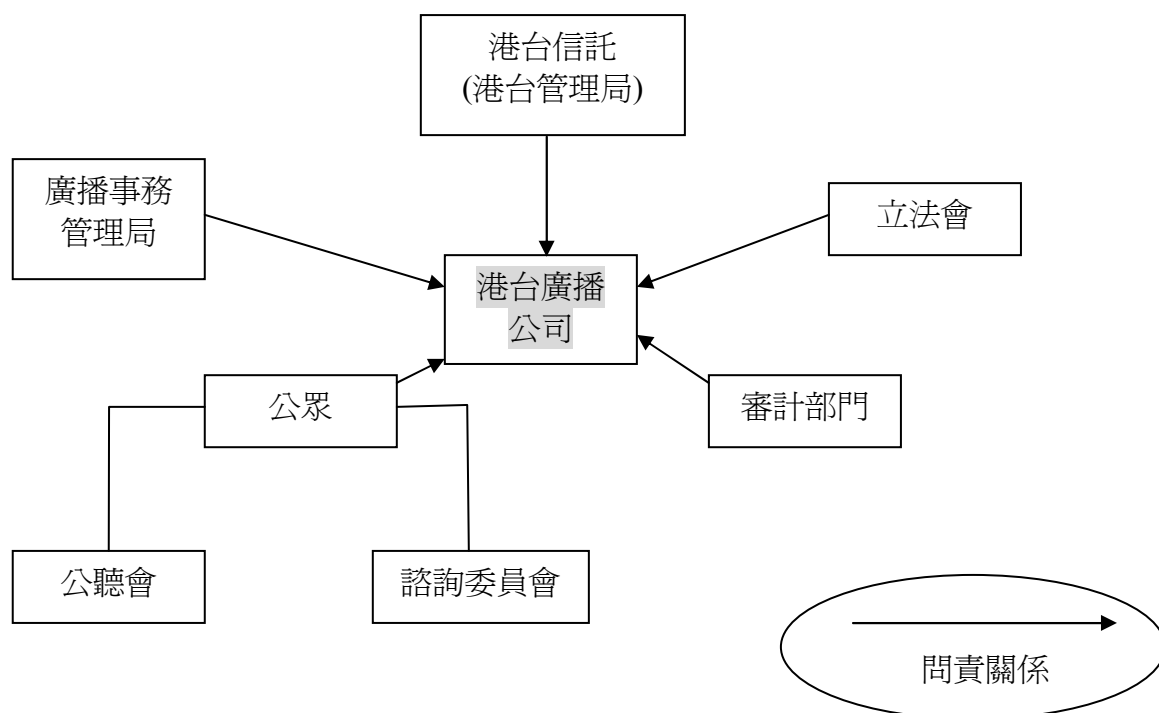 港台信託
(港台管理局)
廣播事務
管理局
立法會
港台廣播
公司
公眾
審計部門
公聽會
諮詢委員會
問責關係